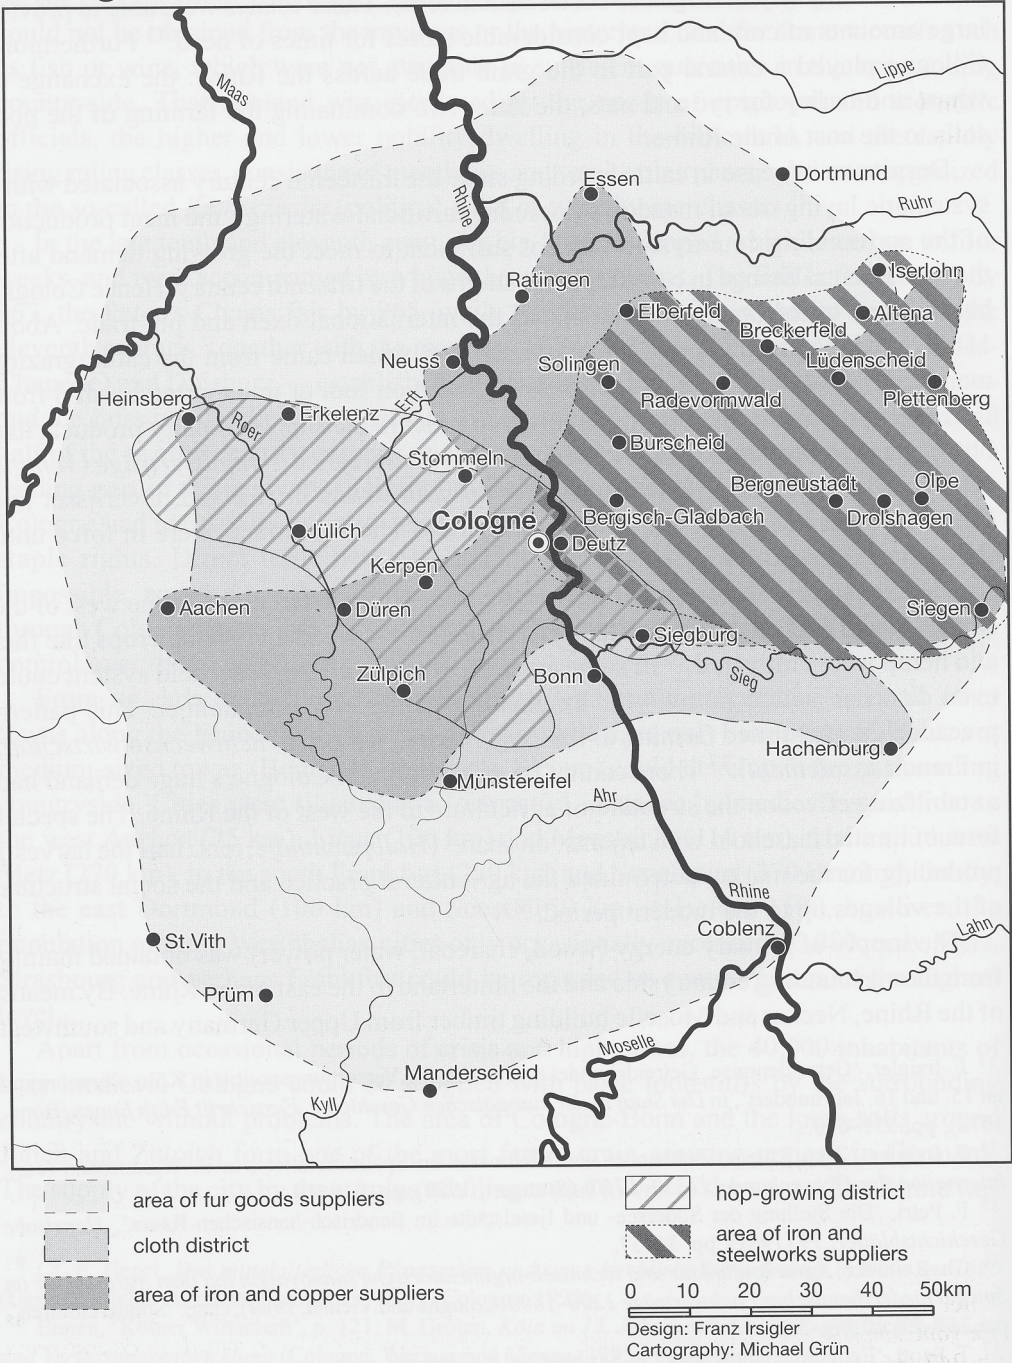 Maas
Lippe
Rhine
Essen
Dortmund
Ruhr
Ratingen
Iserlohn
Elberfeld
Altena
Breckerfeld
Neuss
Solingen
Lüdenscheid
Heinsberg
Erft
Radevormwald
Plettenberg
Roer
Erkelenz
Burscheid
Stommeln
Bergneustadt
Olpe
Cologne
Bergisch-Gladbach
Drolshagen
Jülich
Deutz
Kerpen
Aachen
Düren
Siegen
Siegburg
Zülpich
Bonn
Sieg
Hachenburg
Münstereifel
Ahr
Rhine
Coblenz
Lahn
St.Vith
Prüm
Moselle
Manderscheid
Kyll
area of fur goods suppliers
cloth district
area of iron and copper suppliers
hop-growing district
area of iron and
steelworks suppliers
0 10 20 30 40 50km
Design: Franz Irsigler
Cartography: Michael Grün